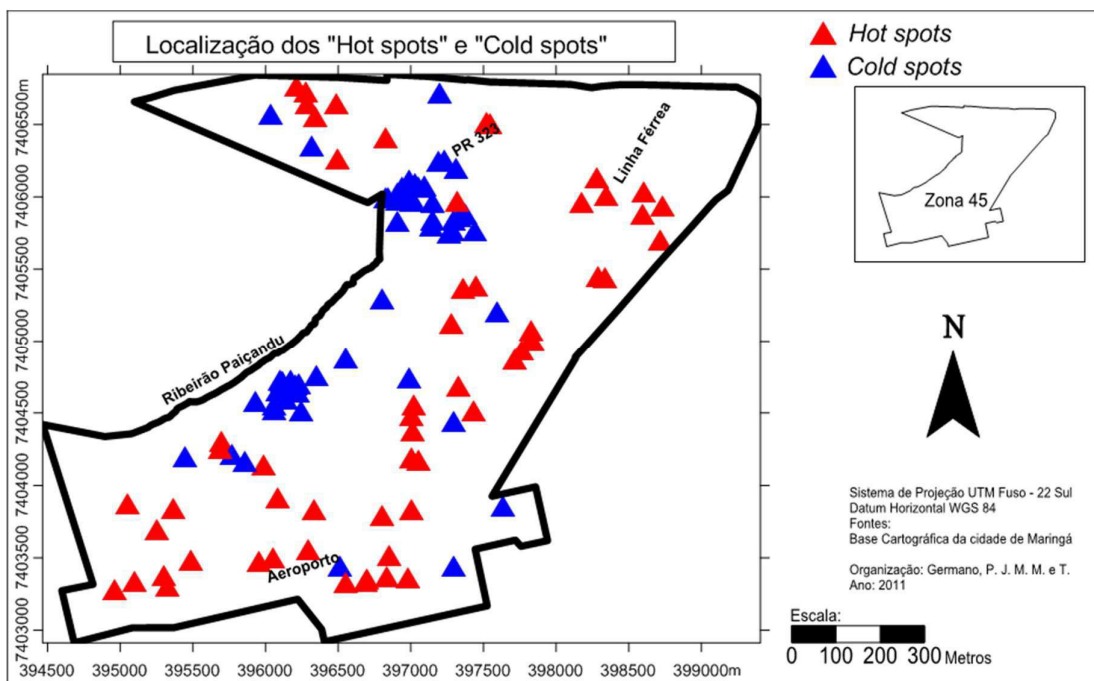 Localização dos "Hot spots" e "Cold spots"
Hot spots
Cold spots
7406500m
7406000
7405500
7405000
7404500
7404000
7403500
7403000
PR 323
Linha Férrea
Ribeirão Paiçandu
Aeroporto
394500 395000 395500 396000 396500 397000 397500 398000 398500 399000m
Zona 45
N
Sistema de Projeção UTM Fuso - 22 Sul
Datum Horizontal WGS 84
Fontes:
Base Cartográfica da cidade de Maringá
Organização: Germano, P. J. M. M. e T.
Ano: 2011
Escala:
0 100 200 300 Metros